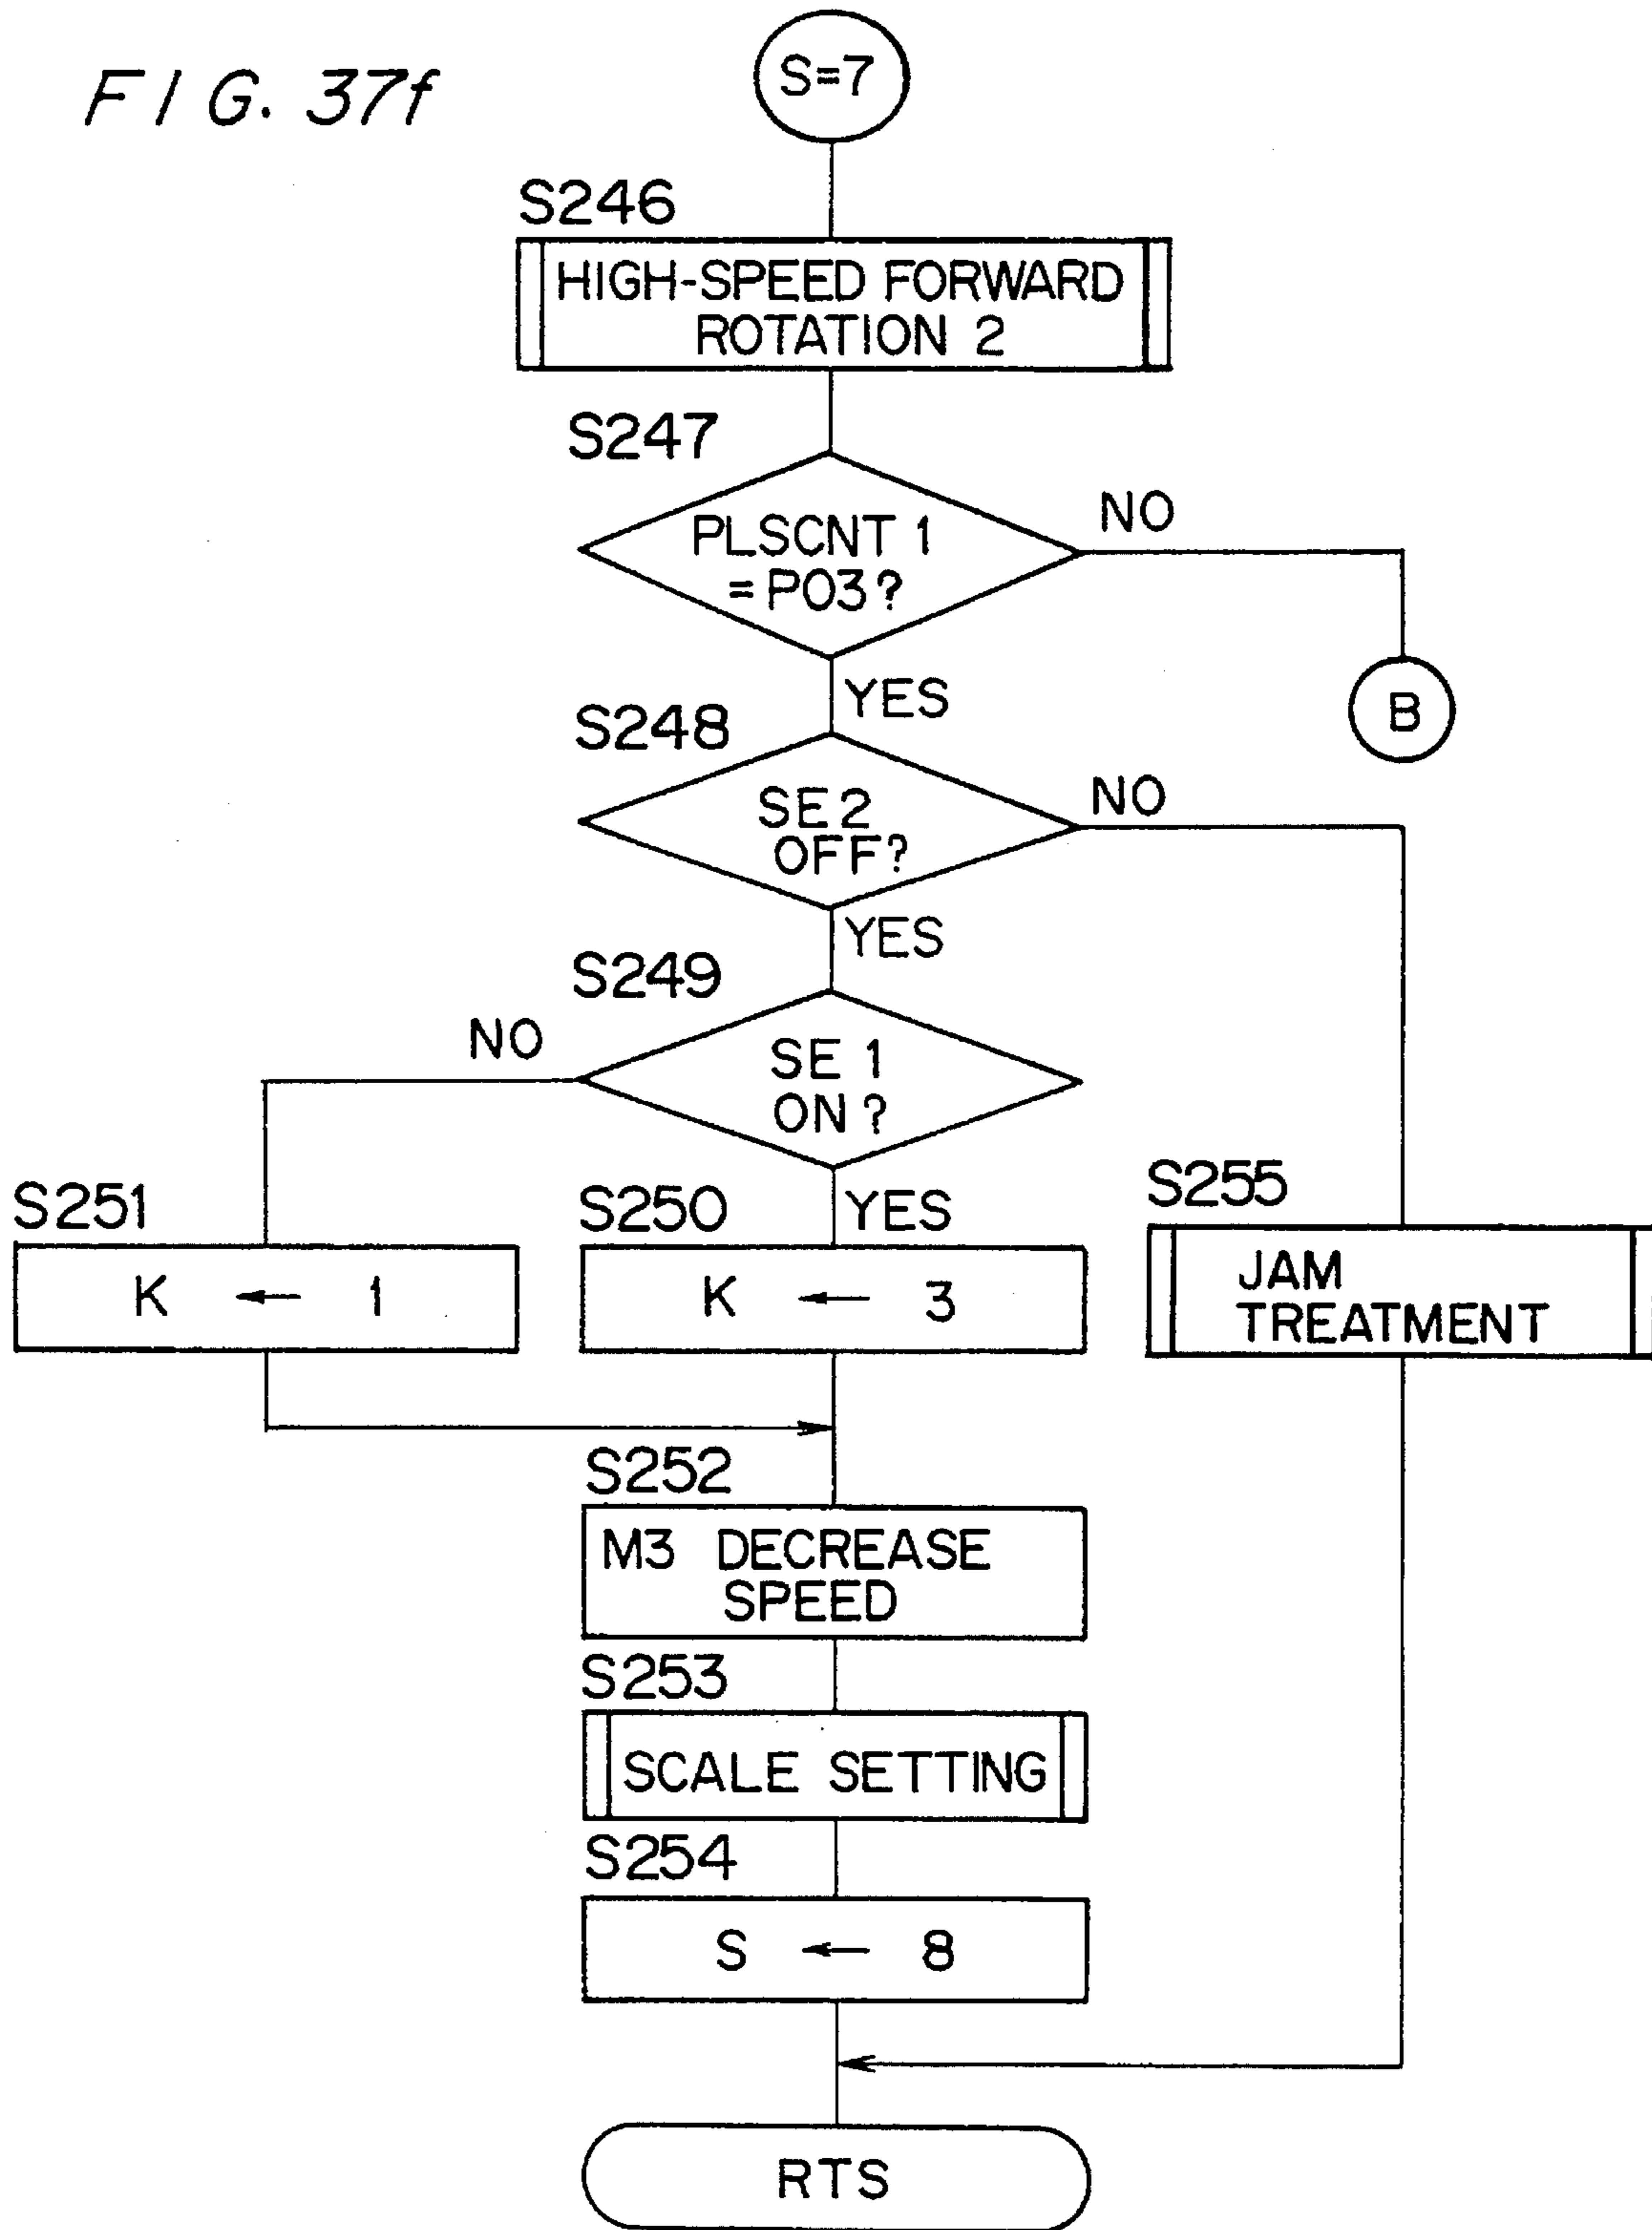 FIG. 37f
S=7
S246
HIGH-SPEED FORWARD
ROTATION 2
S247
PLSCNT 1
=P03?
NO
YES
B
S248
SE2
OFF?
NO
YES
S249
SE 1
ON?
NO
YES
S251
K ← 1
S250
K ← 3
S255
JAM
TREATMENT
S252
M3 DECREASE
SPEED
S253
SCALE SETTING
S254
S ← 8
RTS